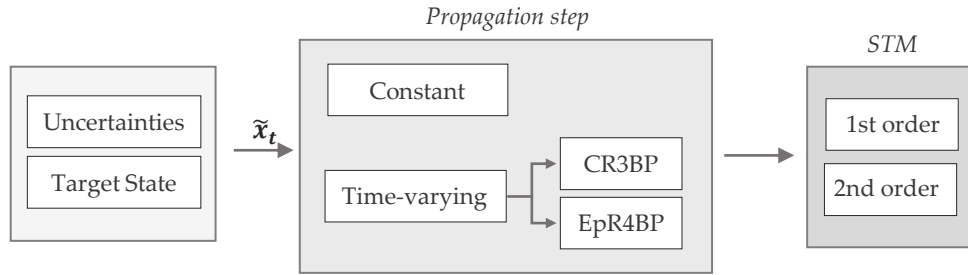 Propagation step
STM
Uncertainties
Target State
x̃ₜ
Constant
Time-varying
CR3BP
EpR4BP
1st order
2nd order